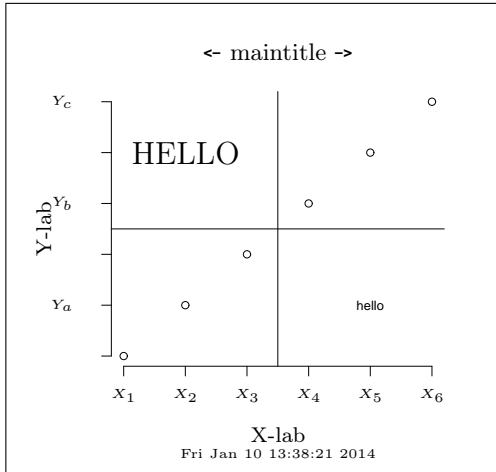 <- maintitle ->
Y_c
HELLO
Y_b
Y-lab
Y_a
hello
X_1 X_2 X_3 X_4 X_5 X_6
X-lab
Fri Jan 10 13:38:21 2014